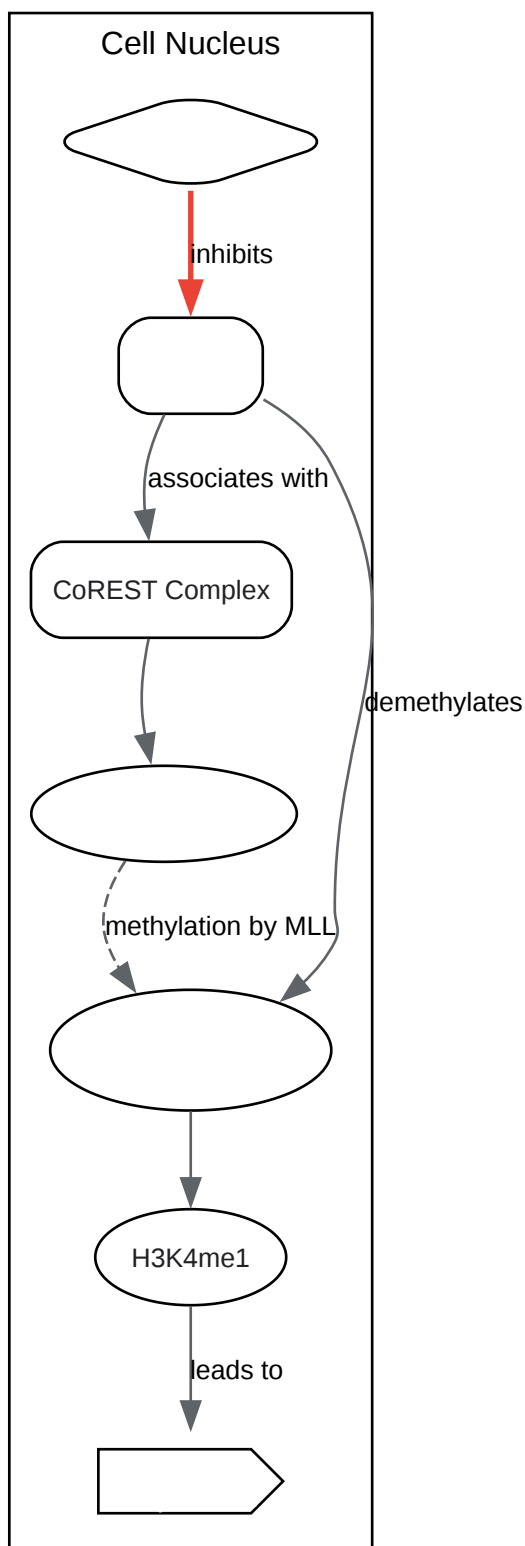 Cell Nucleus
inhibits
associates with
CoREST Complex
demethylates
methylation by MLL
H3K4me1
leads to